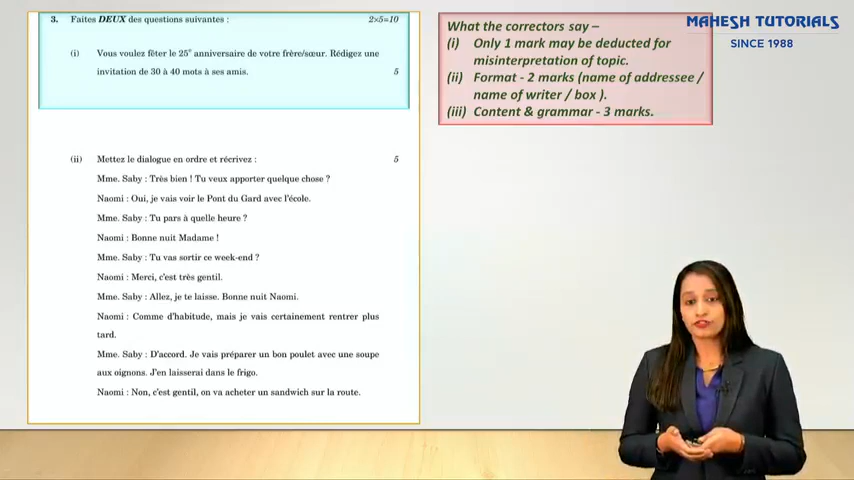 3. Faites DEUX des questions suivantes : 2×5=10
(i) Vous voulez fêter le 25e anniversaire de votre frère/sœur. Rédigez une
invitation de 30 à 40 mots à ses amis. 5
(ii) Mettez le dialogue en ordre et récrivez : 5
Mme. Saby : Très bien ! Tu veux apporter quelque chose ?
Naomi : Oui, je vais voir le Pont du Gard avec l'école.
Mme. Saby : Tu pars à quelle heure ?
Naomi : Bonne nuit Madame !
Mme. Saby : Tu vas sortir ce week-end ?
Naomi : Merci, c'est très gentil.
Mme. Saby : Allez, je te laisse. Bonne nuit Naomi.
Naomi : Comme d'habitude, mais je vais certainement rentrer plus
tard.
Mme. Saby : D'accord. Je vais préparer un bon poulet avec une soupe
aux oignons. J'en laisserai dans le frigo.
Naomi : Non, c'est gentil, on va acheter un sandwich sur la route.
What the correctors say –
(i) Only 1 mark may be deducted for
misinterpretation of topic.
(ii) Format - 2 marks (name of addressee /
name of writer / box ).
(iii) Content & grammar - 3 marks.
MAHESH TUTORIALS
SINCE 1988